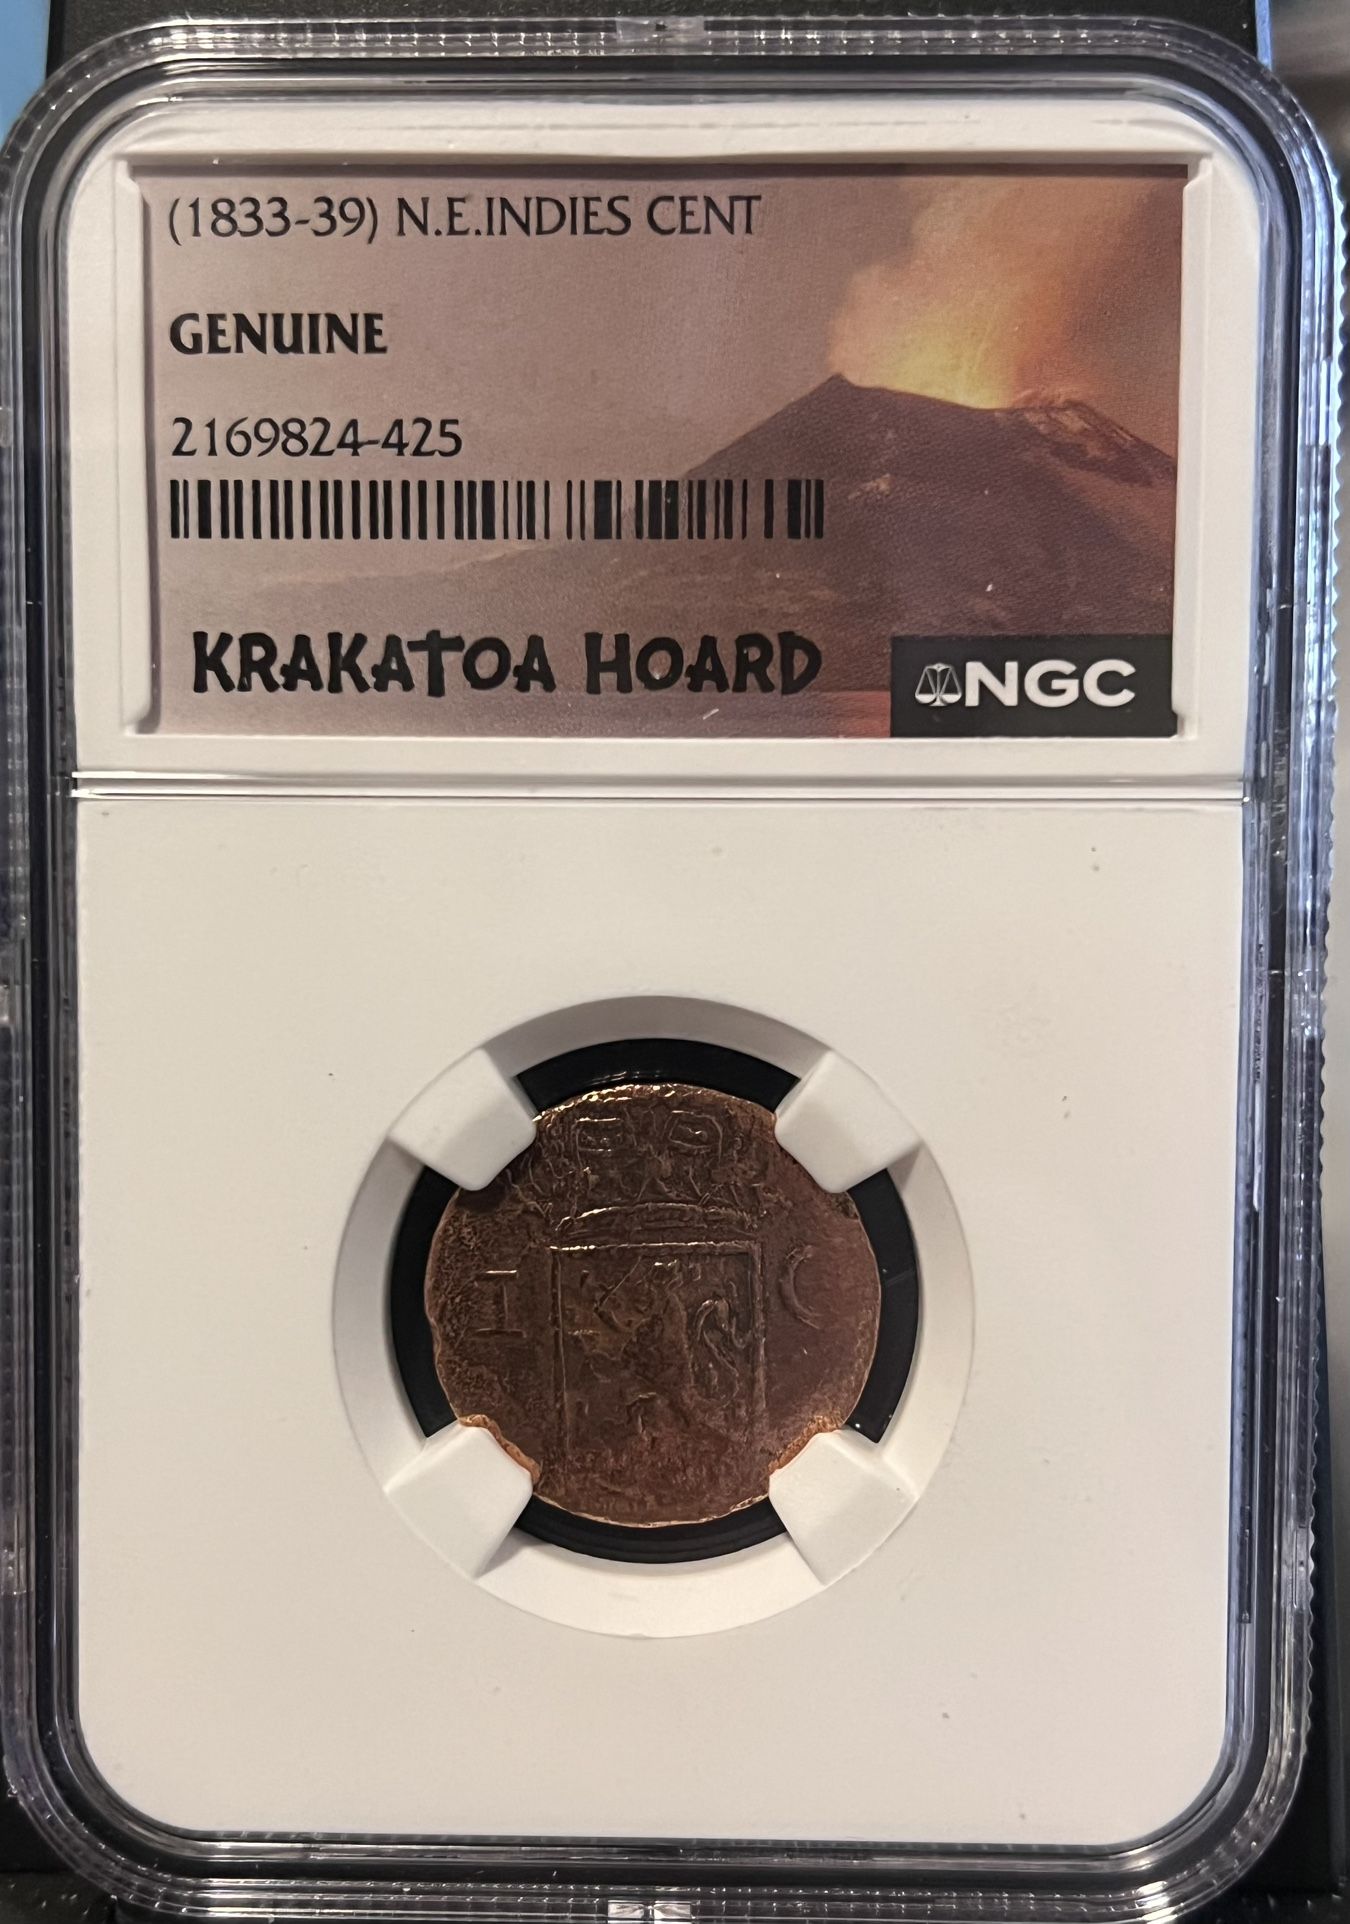 (1833-39) N.E.INDIES CENT
GENUINE
2169824-425
KRAKATOA HOARD
NGC
I C